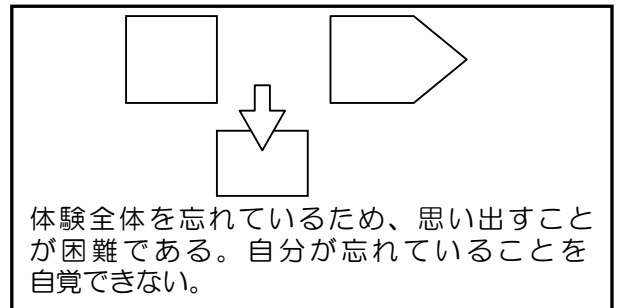 体験全体を忘れているため、思い出すこと
が困難である。自分が忘れていることを
自覚できない。